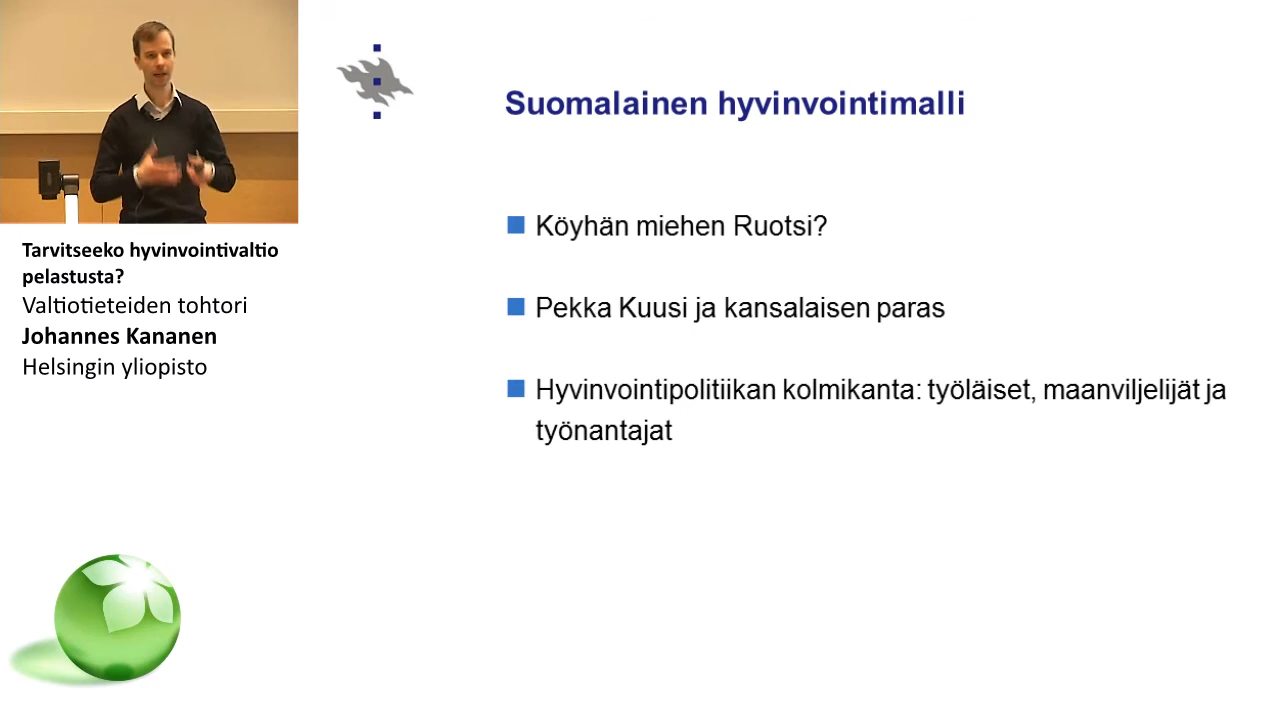 Tarvitseeko hyvinvointivaltio
pelastusta?
Valtiotieteiden tohtori
Johannes Kananen
Helsingin yliopisto
Suomalainen hyvinvointimalli
Köyhän miehen Ruotsi?
Pekka Kuusi ja kansalaisen paras
Hyvinvointipolitiikan kolmikanta: työläiset, maanviljelijät ja
työnantajat